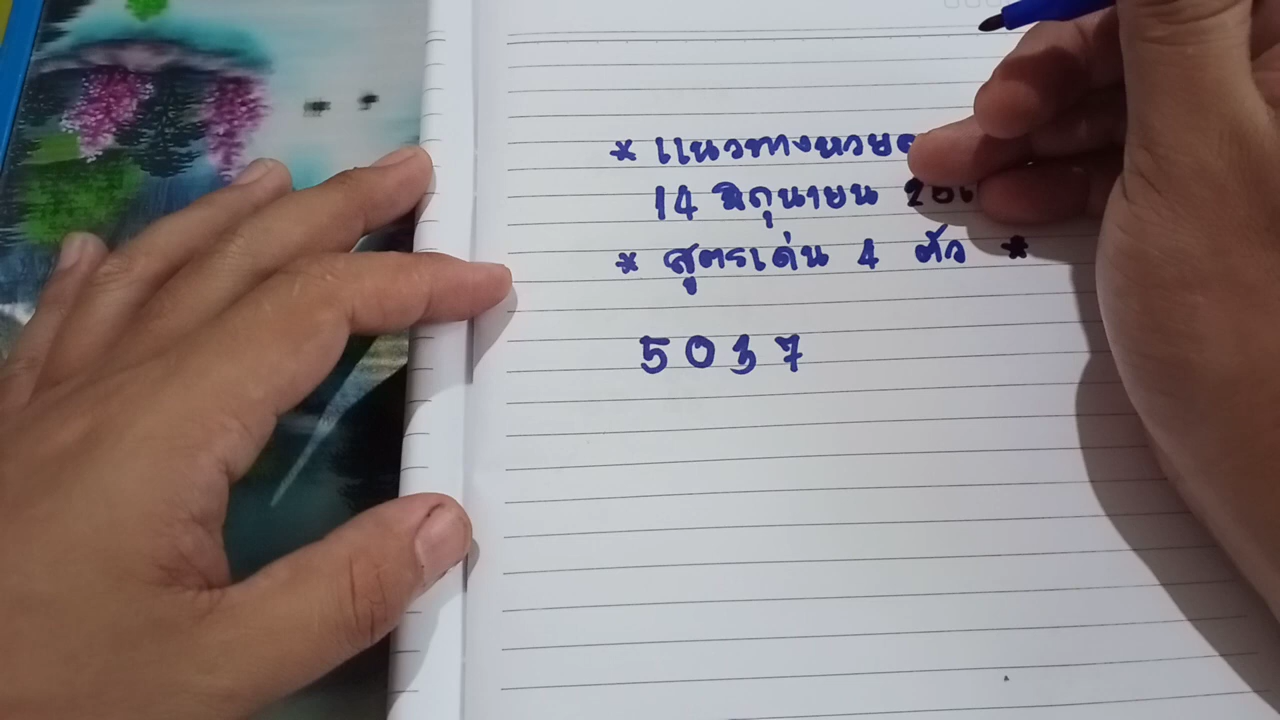 * แนวทางหวย
14 มิถุนายน
* สูตรเด่น 4 ตัว *
5037